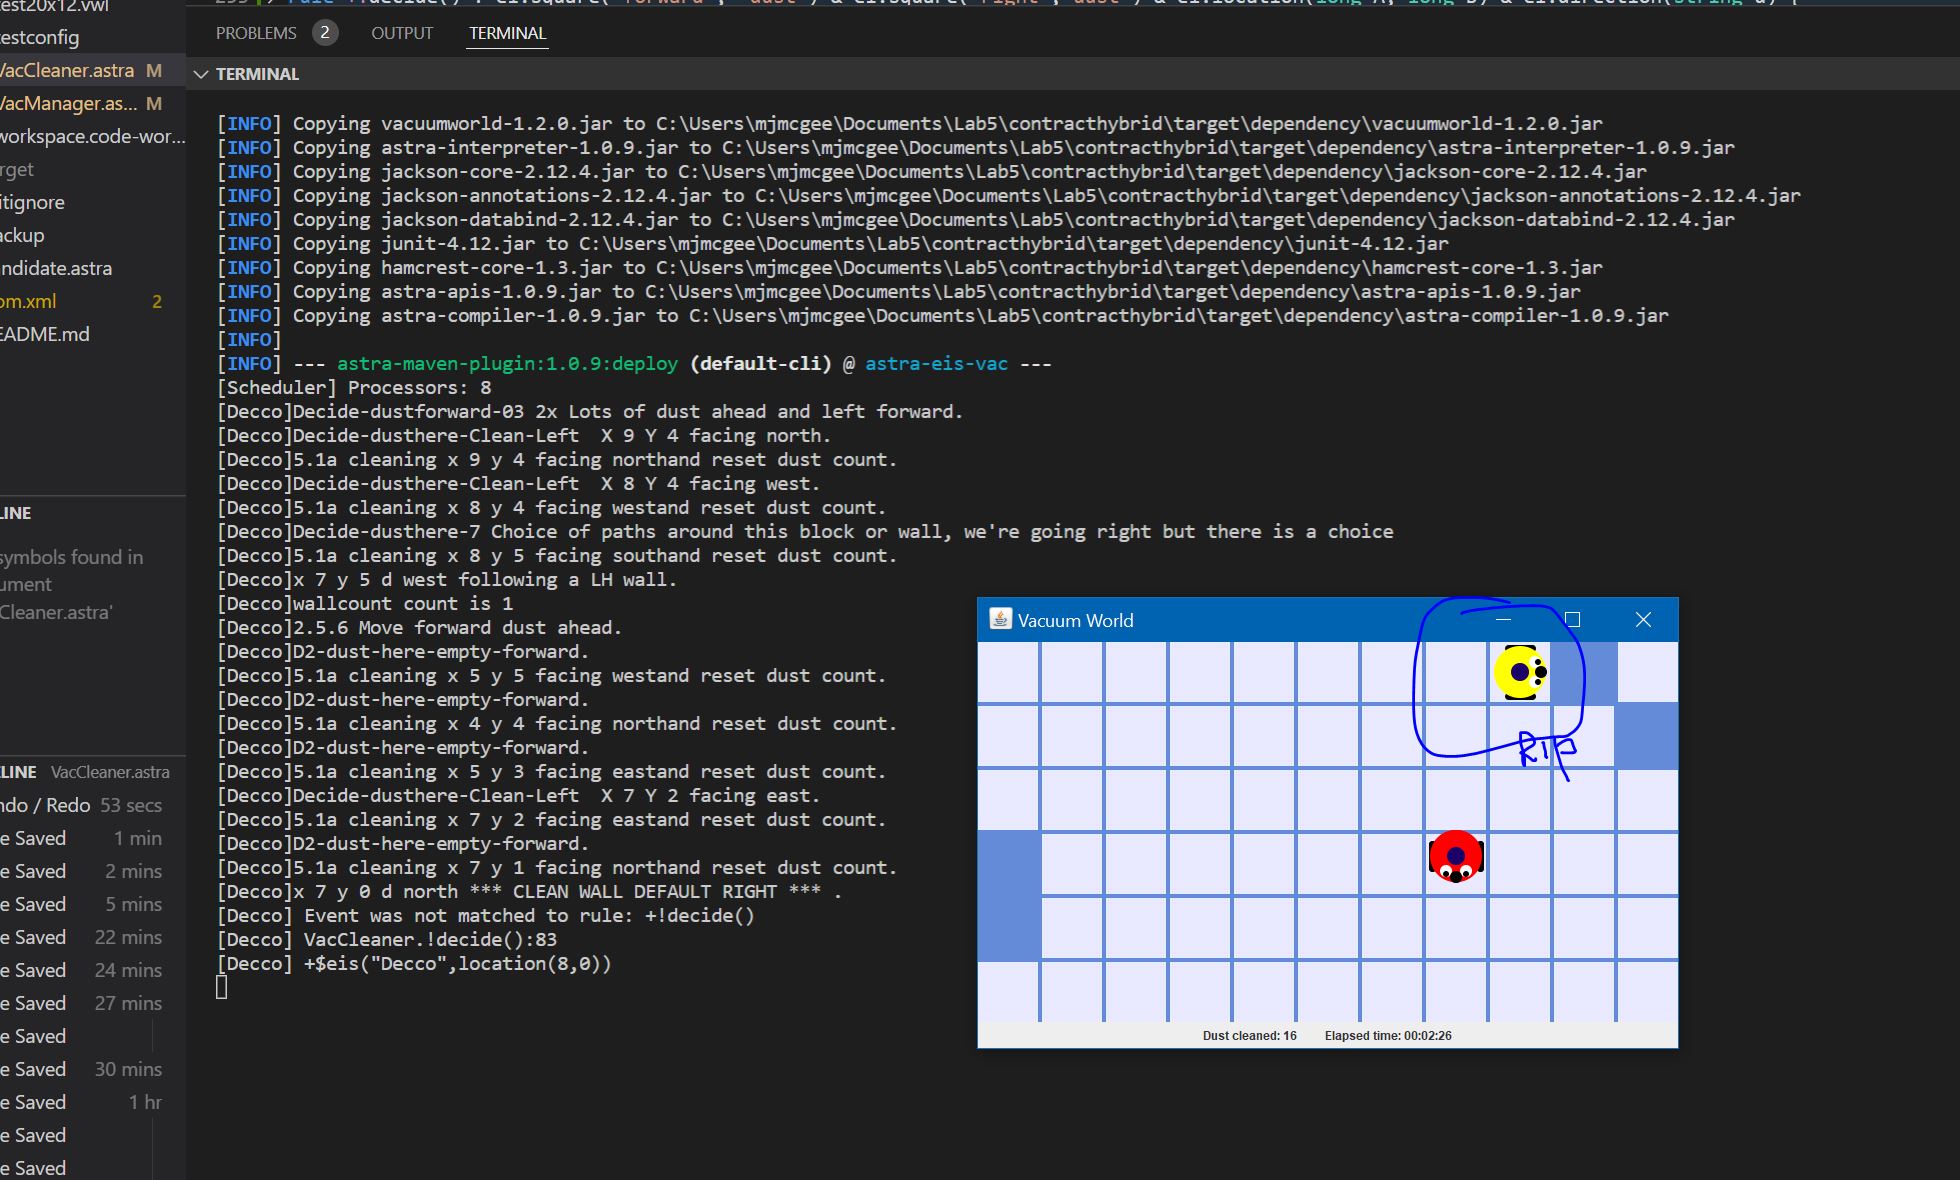 test20x12.vwl
estconfig
VacCleaner.astra M
VacManager.as... M
workspace.code-wor...
rget
itignore
ackup
ndidate.astra
om.xml 2
EADME.md
LINE
symbols found in
ument
Cleaner.astra'
ELINE VacCleaner.astra
ndo / Redo 53 secs
e Saved 1 min
e Saved 2 mins
e Saved 5 mins
e Saved 22 mins
e Saved 24 mins
e Saved 27 mins
e Saved
e Saved 30 mins
e Saved 1 hr
e Saved
e Saved
PROBLEMS 2 OUTPUT TERMINAL
TERMINAL
[INFO] Copying vacuumworld-1.2.0.jar to C:\Users\mjmcgee\Documents\Lab5\contracthybrid\target\dependency\vacuumworld-1.2.0.jar
[INFO] Copying astra-interpreter-1.0.9.jar to C:\Users\mjmcgee\Documents\Lab5\contracthybrid\target\dependency\astra-interpreter-1.0.9.jar
[INFO] Copying jackson-core-2.12.4.jar to C:\Users\mjmcgee\Documents\Lab5\contracthybrid\target\dependency\jackson-core-2.12.4.jar
[INFO] Copying jackson-annotations-2.12.4.jar to C:\Users\mjmcgee\Documents\Lab5\contracthybrid\target\dependency\jackson-annotations-2.12.4.jar
[INFO] Copying jackson-databind-2.12.4.jar to C:\Users\mjmcgee\Documents\Lab5\contracthybrid\target\dependency\jackson-databind-2.12.4.jar
[INFO] Copying junit-4.12.jar to C:\Users\mjmcgee\Documents\Lab5\contracthybrid\target\dependency\junit-4.12.jar
[INFO] Copying hamcrest-core-1.3.jar to C:\Users\mjmcgee\Documents\Lab5\contracthybrid\target\dependency\hamcrest-core-1.3.jar
[INFO] Copying astra-apis-1.0.9.jar to C:\Users\mjmcgee\Documents\Lab5\contracthybrid\target\dependency\astra-apis-1.0.9.jar
[INFO] Copying astra-compiler-1.0.9.jar to C:\Users\mjmcgee\Documents\Lab5\contracthybrid\target\dependency\astra-compiler-1.0.9.jar
[INFO]
[INFO] --- astra-maven-plugin:1.0.9:deploy (default-cli) @ astra-eis-vac ---
[Scheduler] Processors: 8
[Decco]Decide-dustforward-03 2x Lots of dust ahead and left forward.
[Decco]Decide-dusthere-Clean-Left  X 9 Y 4 facing north.
[Decco]5.1a cleaning x 9 y 4 facing northand reset dust count.
[Decco]Decide-dusthere-Clean-Left  X 8 Y 4 facing west.
[Decco]5.1a cleaning x 8 y 4 facing westand reset dust count.
[Decco]Decide-dusthere-7 Choice of paths around this block or wall, we're going right but there is a choice
[Decco]5.1a cleaning x 8 y 5 facing southand reset dust count.
[Decco]x 7 y 5 d west following a LH wall.
[Decco]wallcount count is 1
[Decco]2.5.6 Move forward dust ahead.
[Decco]D2-dust-here-empty-forward.
[Decco]5.1a cleaning x 5 y 5 facing westand reset dust count.
[Decco]D2-dust-here-empty-forward.
[Decco]5.1a cleaning x 4 y 4 facing northand reset dust count.
[Decco]D2-dust-here-empty-forward.
[Decco]5.1a cleaning x 5 y 3 facing eastand reset dust count.
[Decco]Decide-dusthere-Clean-Left  X 7 Y 2 facing east.
[Decco]5.1a cleaning x 7 y 2 facing eastand reset dust count.
[Decco]D2-dust-here-empty-forward.
[Decco]5.1a cleaning x 7 y 1 facing northand reset dust count.
[Decco]x 7 y 0 d north *** CLEAN WALL DEFAULT RIGHT *** .
[Decco] Event was not matched to rule: +!decide()
[Decco] VacCleaner.!decide():83
[Decco] +$eis("Decco",location(8,0))
Vacuum World
RIP
Dust cleaned: 16 Elapsed time: 00:02:26